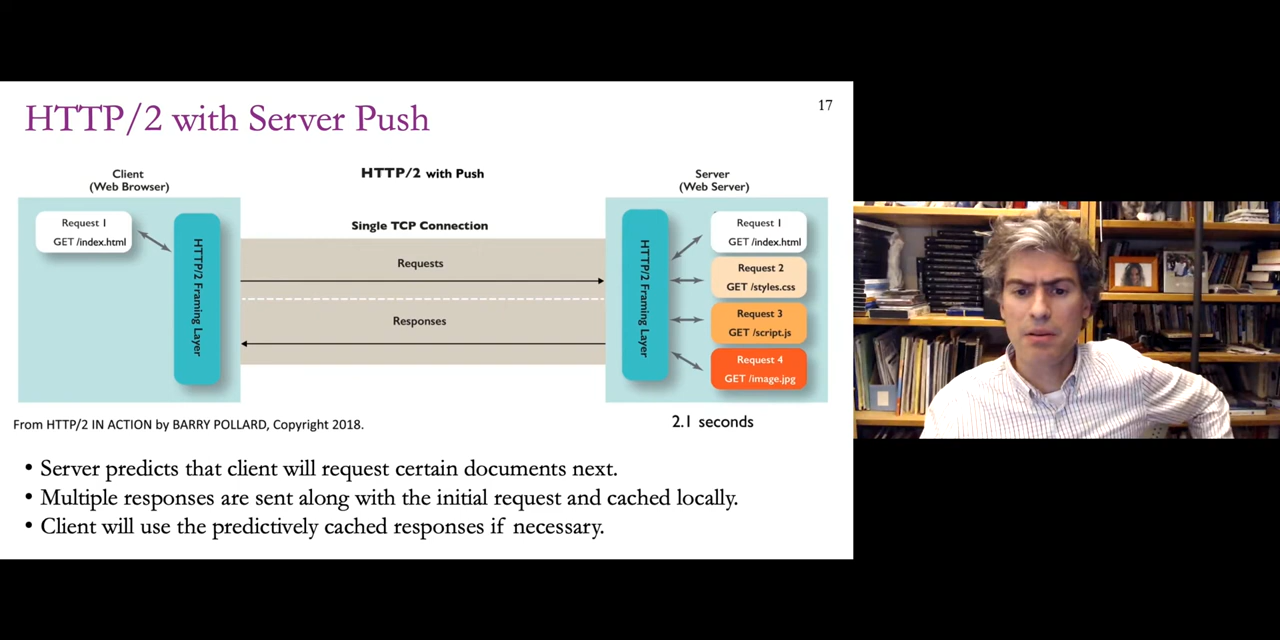 HTTP/2 with Server Push
17
Client
(Web Browser)
HTTP/2 with Push
Server
(Web Server)
Single TCP Connection
Request 1
GET /index.html
HTTP/2 Framing Layer
Requests
Responses
HTTP/2 Framing Layer
Request 1
GET /index.html
Request 2
GET /styles.css
Request 3
GET /script.js
Request 4
GET /image.jpg
From HTTP/2 IN ACTION by BARRY POLLARD, Copyright 2018.
2.1 seconds
• Server predicts that client will request certain documents next.
• Multiple responses are sent along with the initial request and cached locally.
• Client will use the predictively cached responses if necessary.